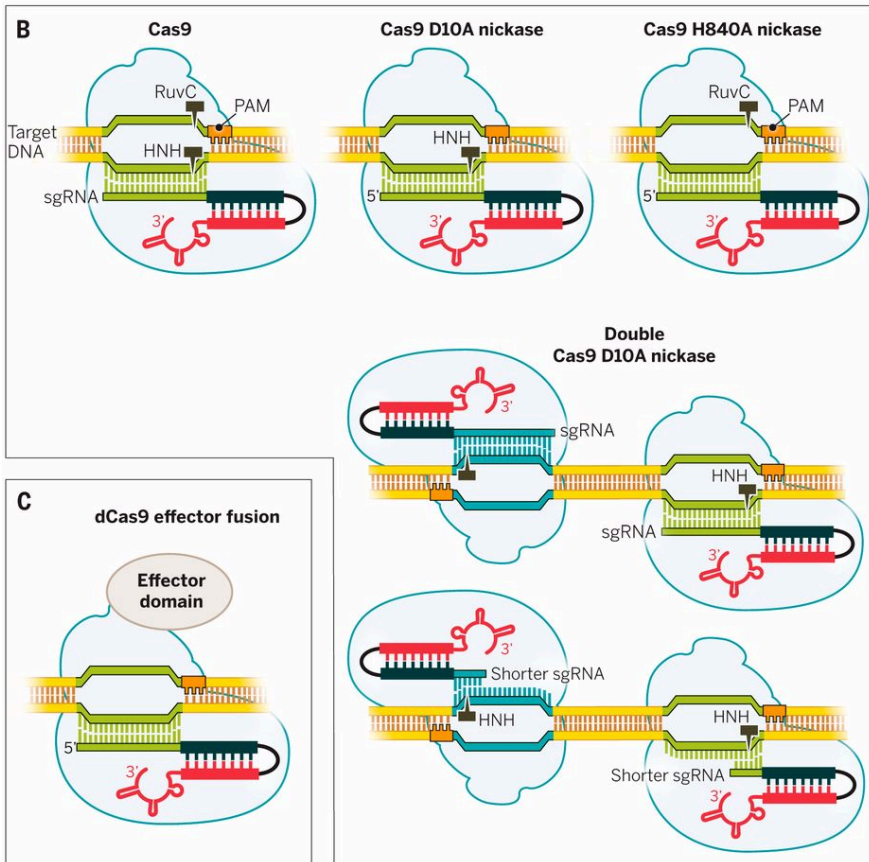 B
Cas9
RuvC
PAM
Target
DNA
HNH
sgRNA
3'
Cas9 D10A nickase
HNH
5'
3'
Cas9 H840A nickase
RuvC
PAM
5'
3'
Double
Cas9 D10A nickase
3'
sgRNA
HNH
sgRNA
3'
3'
Shorter sgRNA
HNH
HNH
Shorter sgRNA
3'
C
dCas9 effector fusion
Effector
domain
5'
3'